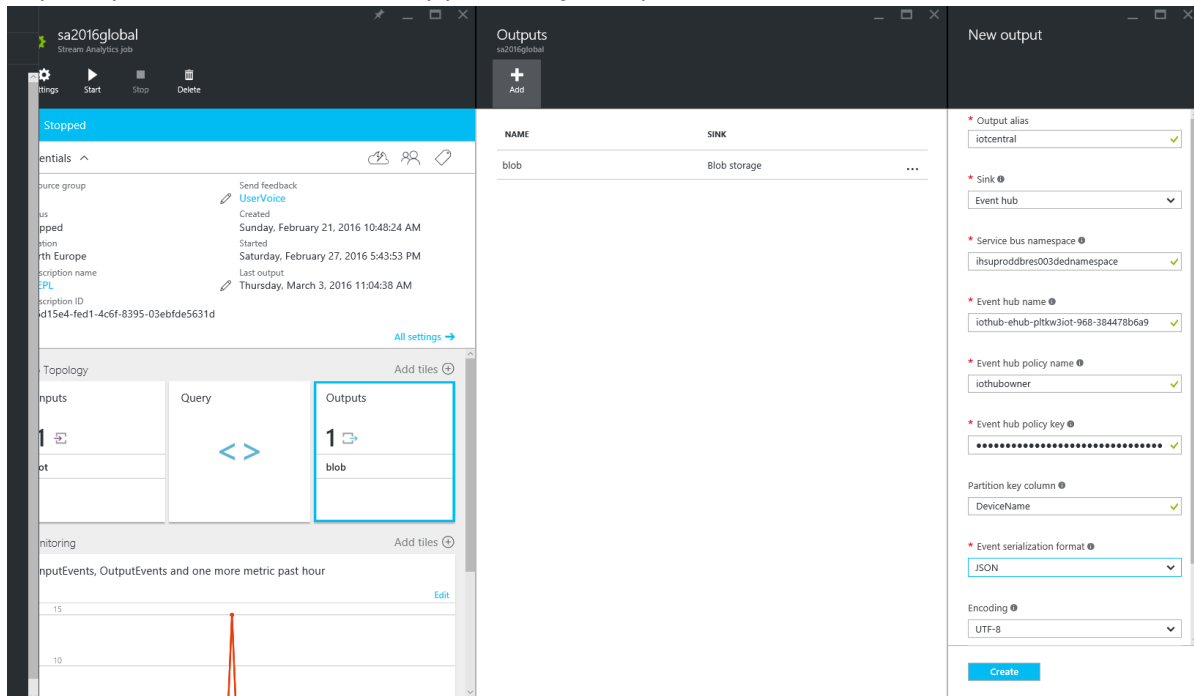 sa2016global
Stream Analytics job
ttings
Start
Stop
Delete
Stopped
entials
ource group
Send feedback
UserVoice
us
pped
Created
Sunday, February 21, 2016 10:48:24 AM
ation
rth Europe
Started
Saturday, February 27, 2016 5:43:53 PM
scription name
EPL
Last output
Thursday, March 3, 2016 11:04:38 AM
scription ID
d15e4-fed1-4c6f-8395-03ebfde5631d
All settings →
Topology
Add tiles
nputs
1
ot
Query
< >
Outputs
1
blob
nitoring
Add tiles
nputEvents, OutputEvents and one more metric past hour
Edit
15
10
Outputs
sa2016global
Add
NAME
SINK
blob
Blob storage
...
New output
* Output alias
iotcentral
* Sink
Event hub
* Service bus namespace
ihsuproddbres003dednamespace
* Event hub name
iothub-ehub-pltkw3iot-968-384478b6a9
* Event hub policy name
iothubowner
* Event hub policy key
Partition key column
DeviceName
* Event serialization format
JSON
Encoding
UTF-8
Create